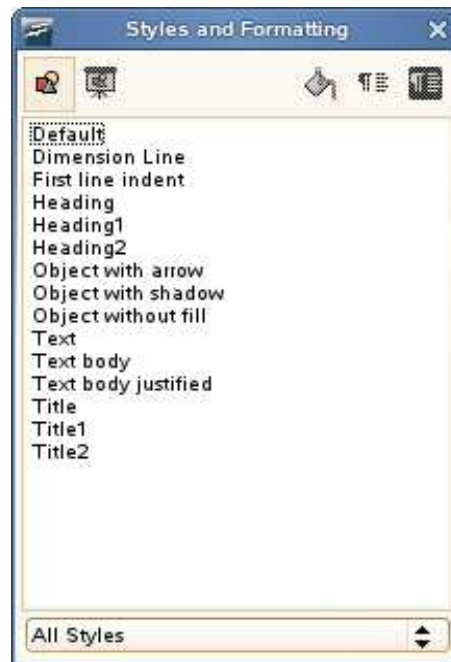 Styles and Formatting
Default
Dimension Line
First line indent
Heading
Heading1
Heading2
Object with arrow
Object with shadow
Object without fill
Text
Text body
Text body justified
Title
Title1
Title2
All Styles